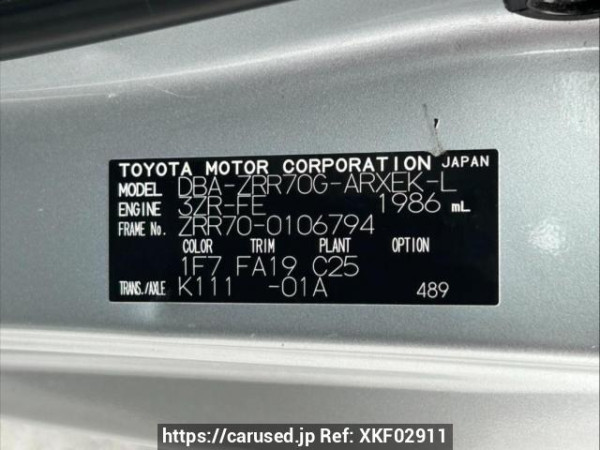 TOYOTA MOTOR CORPORATION JAPAN
MODEL DBA-ZRR70G-ARXEK-L
ENGINE 3ZR-FE 1986 mL
FRAME No. ZRR70-0106794
COLOR TRIM PLANT OPTION
1F7 FA19 C25
TRANS./AXLE K111 -01A 489
https://carused.jp Ref: XKF02911